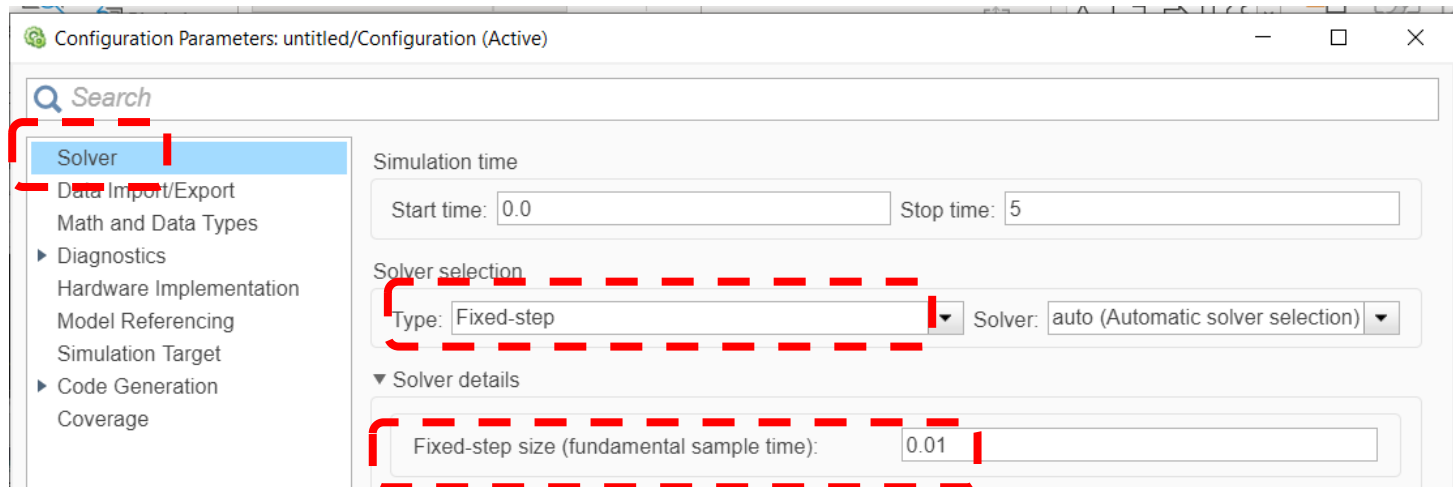 Configuration Parameters: untitled/Configuration (Active)
Search
Solver
Data Import/Export
Math and Data Types
Diagnostics
Hardware Implementation
Model Referencing
Simulation Target
Code Generation
Coverage
Simulation time
Start time: 0.0 Stop time: 5
Solver selection
Type: Fixed-step Solver: auto (Automatic solver selection)
Solver details
Fixed-step size (fundamental sample time): 0.01